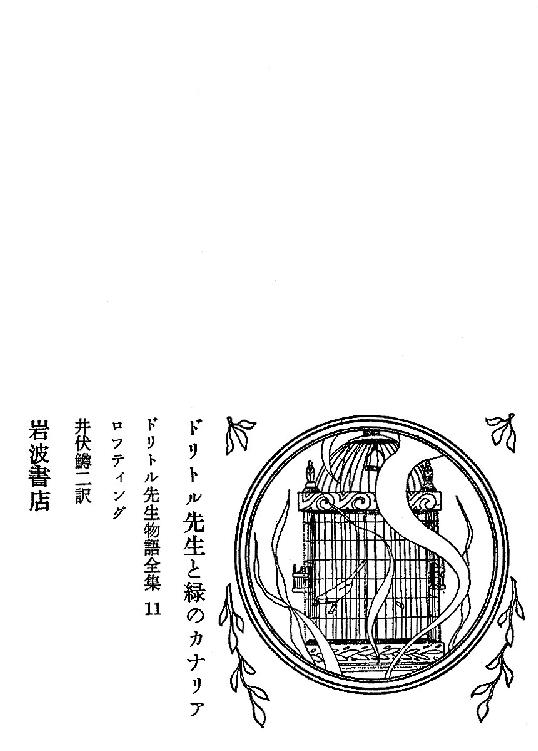 ドリトル先生と緑のカナリア
ドリトル先生物語全集 11
ロフティング
井伏鱒二訳
岩波書店